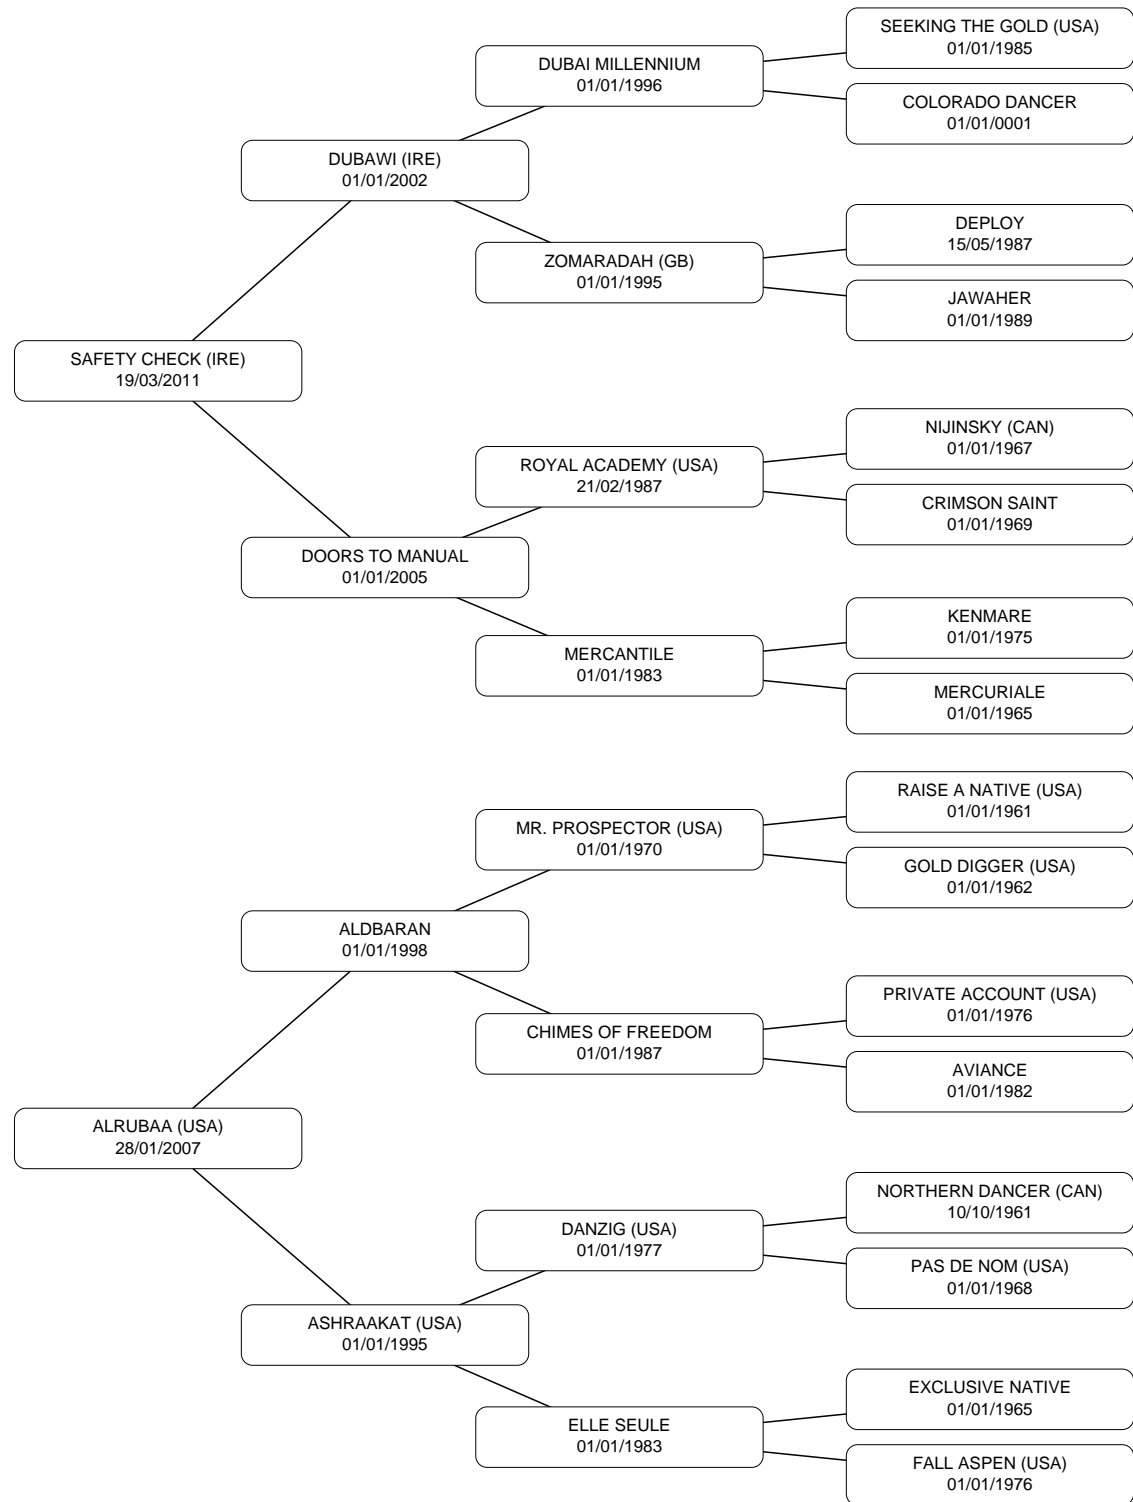 SEEKING THE GOLD (USA)
01/01/1985
DUBAI MILLENNIUM
01/01/1996
COLORADO DANCER
01/01/0001
DUBAWI (IRE)
01/01/2002
DEPLOY
15/05/1987
ZOMARADAH (GB)
01/01/1995
JAWAHER
01/01/1989
SAFETY CHECK (IRE)
19/03/2011
NIJINSKY (CAN)
01/01/1967
ROYAL ACADEMY (USA)
21/02/1987
CRIMSON SAINT
01/01/1969
DOORS TO MANUAL
01/01/2005
KENMARE
01/01/1975
MERCANTILE
01/01/1983
MERCURIALE
01/01/1965
RAISE A NATIVE (USA)
01/01/1961
MR. PROSPECTOR (USA)
01/01/1970
GOLD DIGGER (USA)
01/01/1962
ALDBARAN
01/01/1998
PRIVATE ACCOUNT (USA)
01/01/1976
CHIMES OF FREEDOM
01/01/1987
AVIANCE
01/01/1982
ALRUBAA (USA)
28/01/2007
NORTHERN DANCER (CAN)
10/10/1961
DANZIG (USA)
01/01/1977
PAS DE NOM (USA)
01/01/1968
ASHRAAKAT (USA)
01/01/1995
EXCLUSIVE NATIVE
01/01/1965
ELLE SEULE
01/01/1983
FALL ASPEN (USA)
01/01/1976